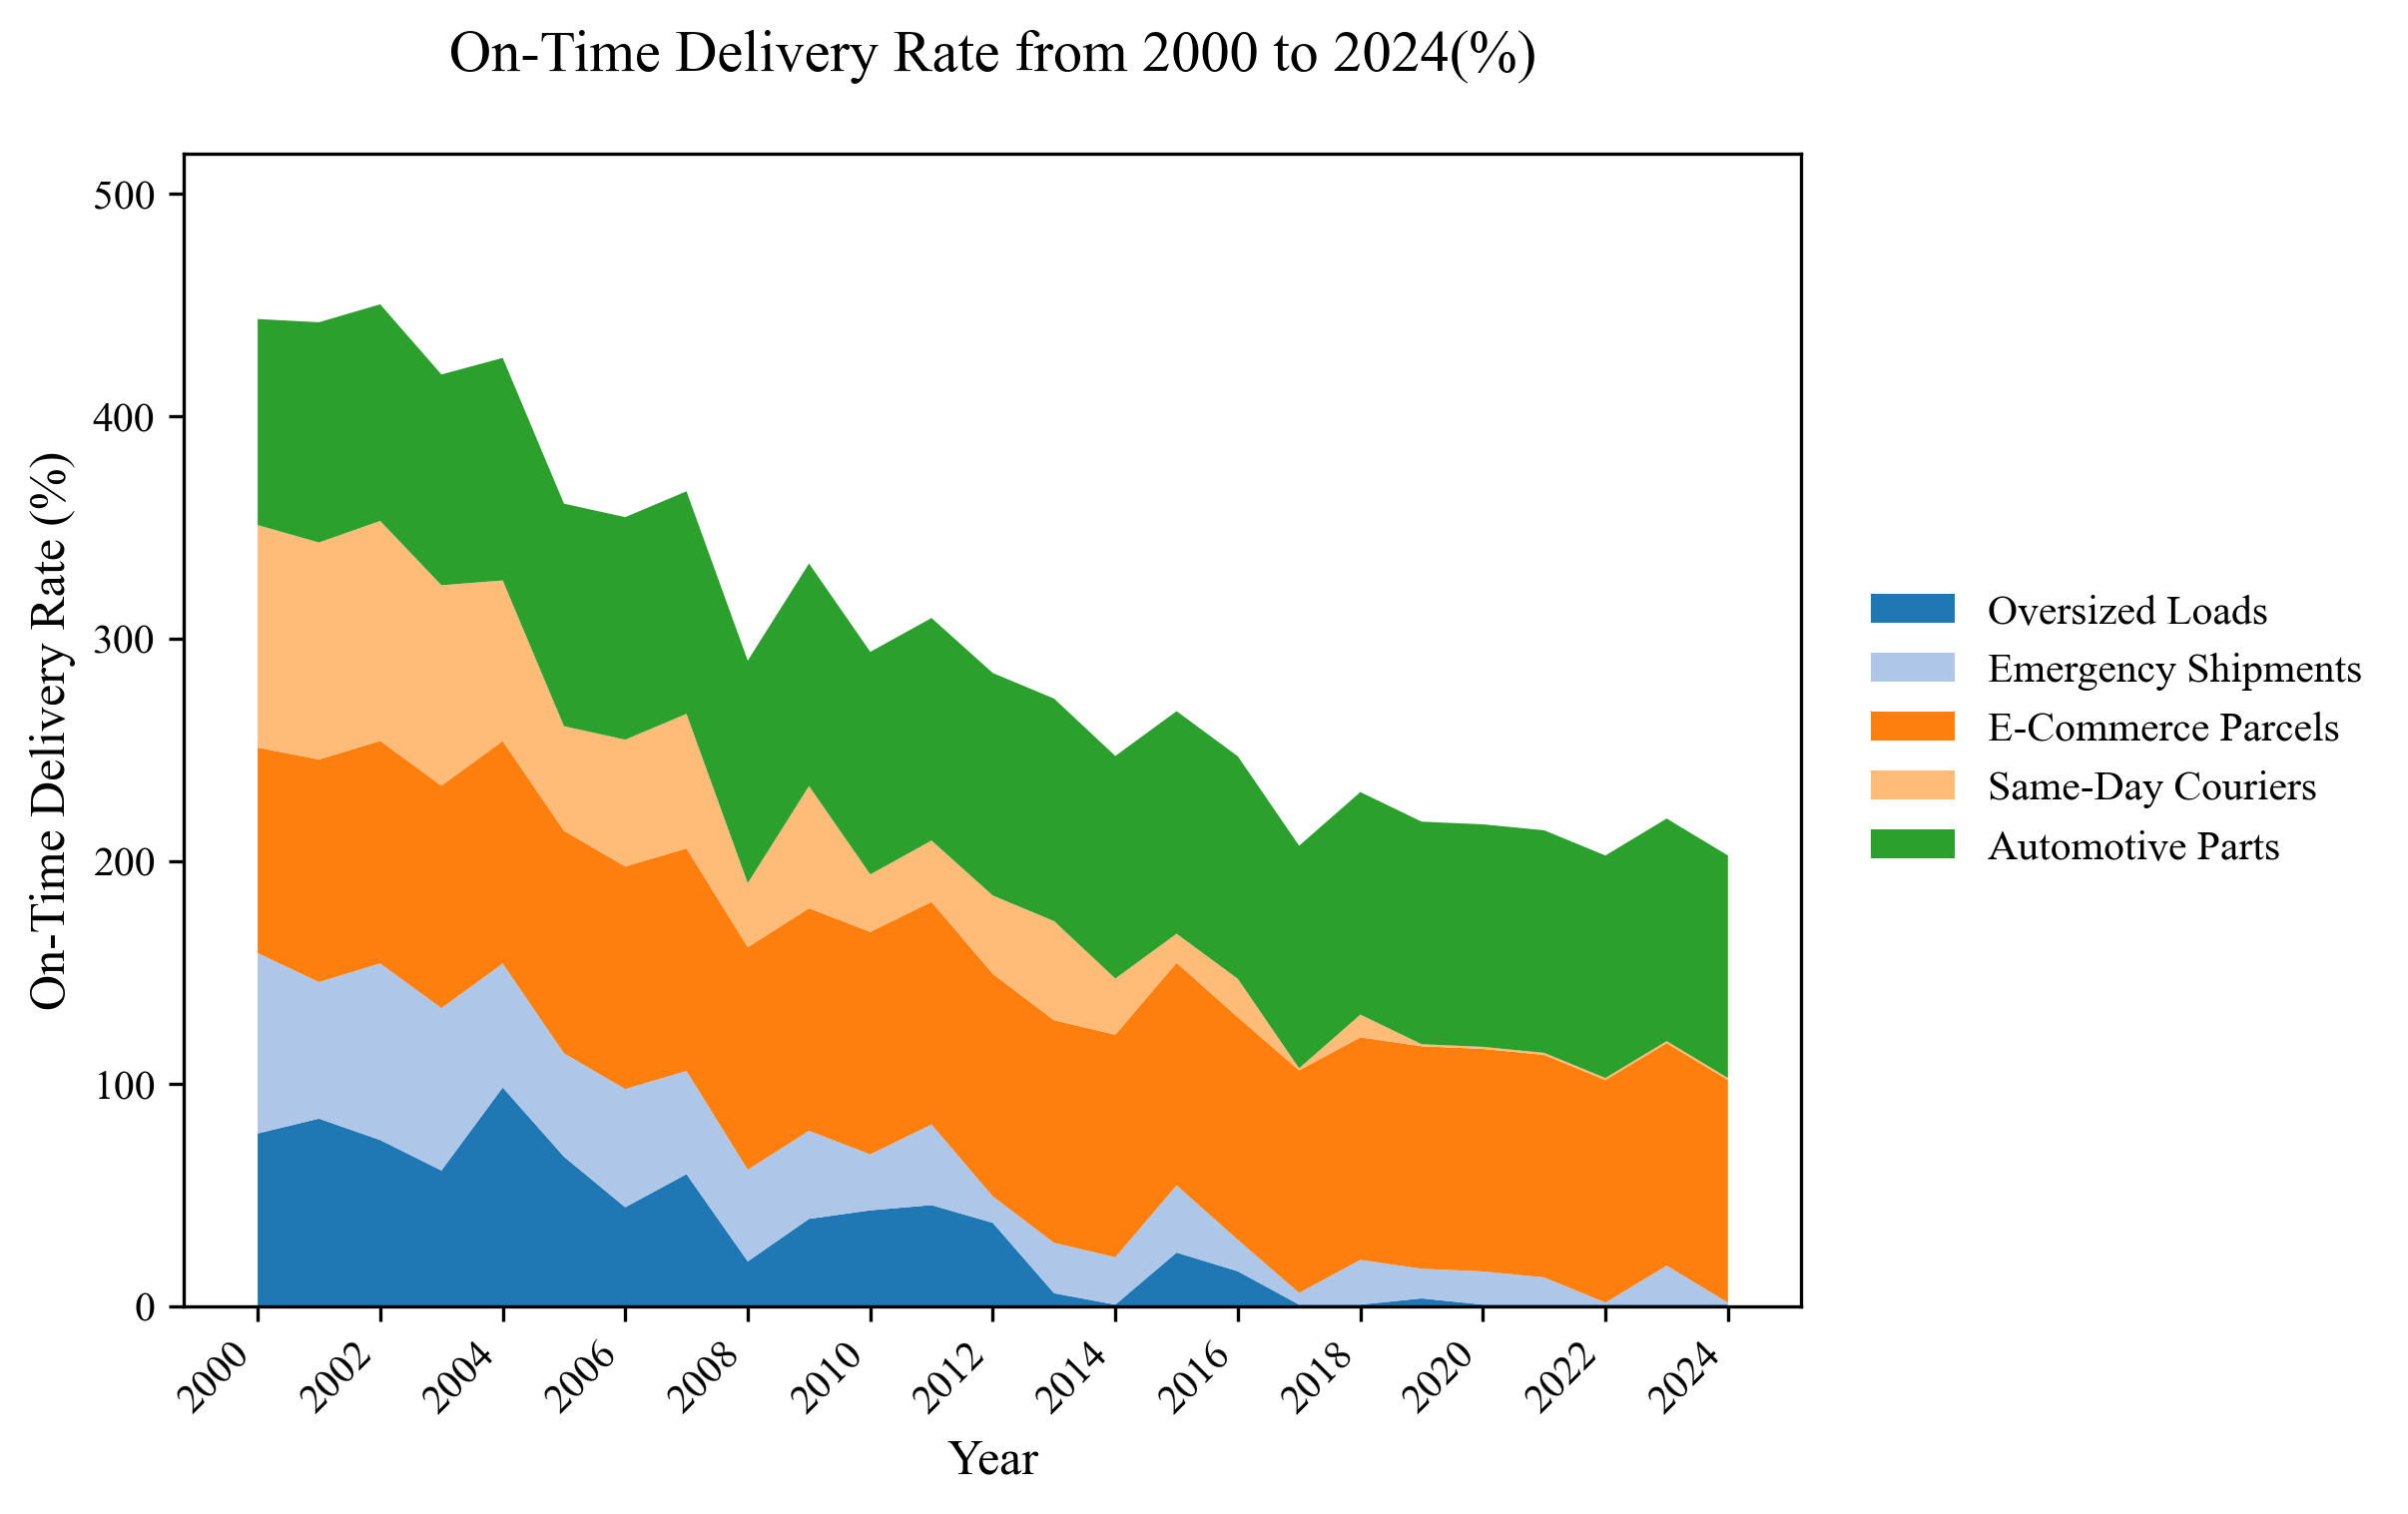 On-Time Delivery Rate from 2000 to 2024(%)
On-Time Delivery Rate (%)
500
400
300
200
100
0
2000
2002
2004
2006
2008
2010
2012
2014
2016
2018
2020
2022
2024
Year
Oversized Loads
Emergency Shipments
E-Commerce Parcels
Same-Day Couriers
Automotive Parts